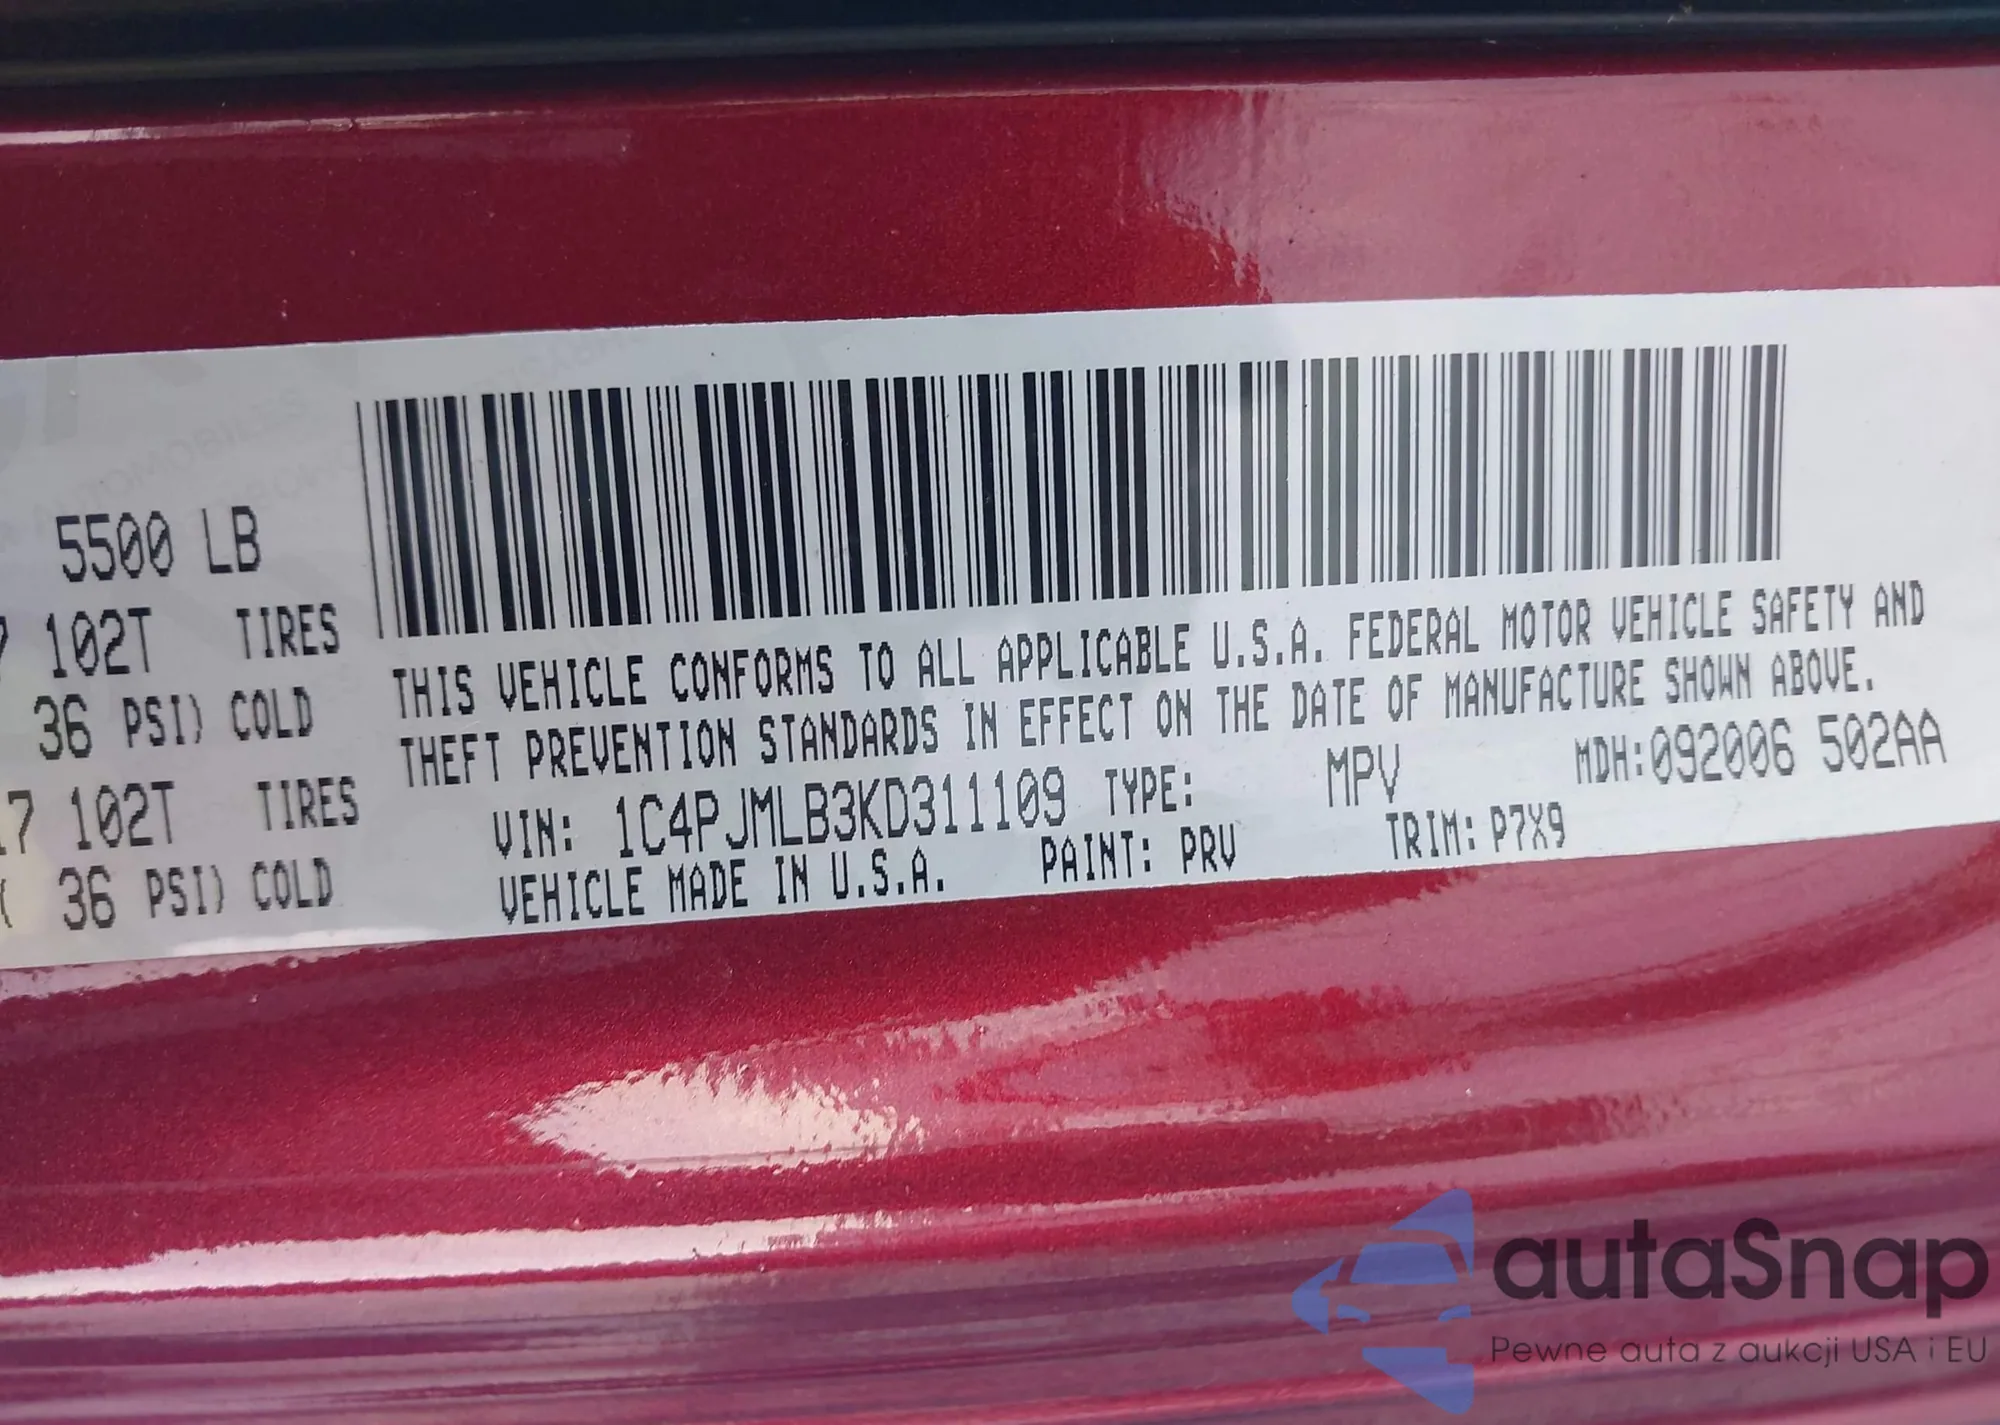 5500 LB
7 102T TIRES
36 PSI) COLD
17 102T TIRES
( 36 PSI) COLD
THIS VEHICLE CONFORMS TO ALL APPLICABLE U.S.A. FEDERAL MOTOR VEHICLE SAFETY AND
THEFT PREVENTION STANDARDS IN EFFECT ON THE DATE OF MANUFACTURE SHOWN ABOVE.
VIN: 1C4PJMLB3KD311109 TYPE: MPV MDH:092006 502AA
VEHICLE MADE IN U.S.A. PAINT: PRV TRIM: P7X9
autaSnap
Pewne auta z aukcji USA i EU